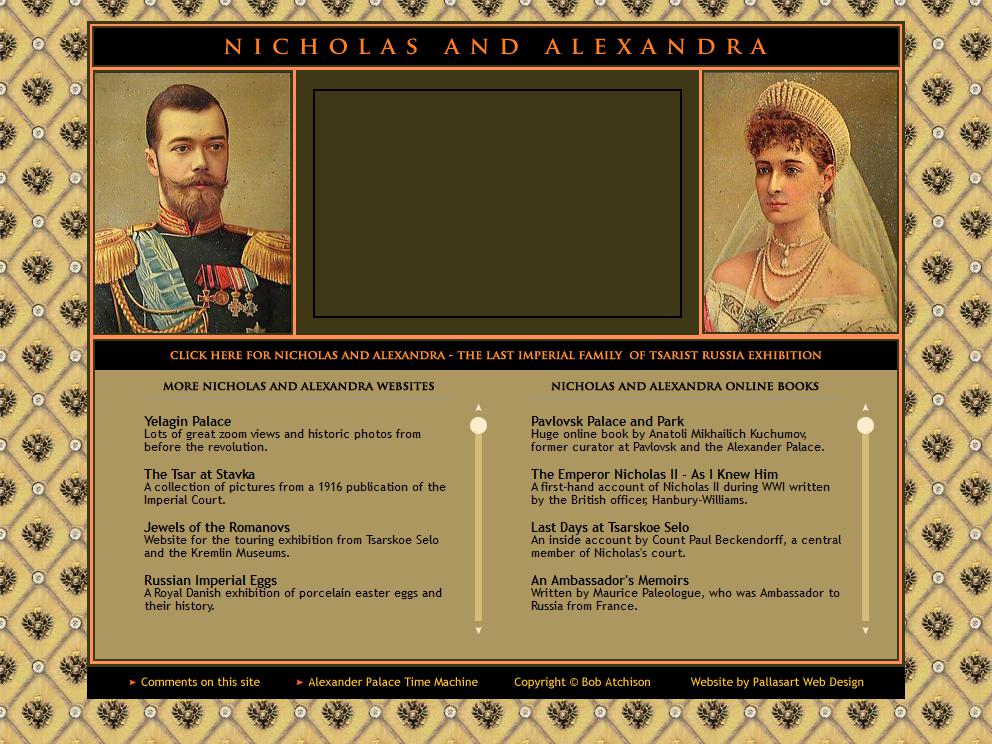 NICHOLAS AND ALEXANDRA
CLICK HERE FOR NICHOLAS AND ALEXANDRA - THE LAST IMPERIAL FAMILY OF TSARIST RUSSIA EXHIBITION
MORE NICHOLAS AND ALEXANDRA WEBSITES
Yelagin Palace
Lots of great zoom views and historic photos from
before the revolution.
The Tsar at Stavka
A collection of pictures from a 1916 publication of the
Imperial Court.
Jewels of the Romanovs
Website for the touring exhibition from Tsarskoe Selo
and the Kremlin Museums.
Russian Imperial Eggs
A Royal Danish exhibition of porcelain easter eggs and
their history.
NICHOLAS AND ALEXANDRA ONLINE BOOKS
Pavlovsk Palace and Park
Huge online book by Anatoli Mikhailich Kuchumov,
former curator at Pavlovsk and the Alexander Palace.
The Emperor Nicholas II - As I Knew Him
A first-hand account of Nicholas II during WWI written
by the British officer, Hanbury-Williams.
Last Days at Tsarskoe Selo
An inside account by Count Paul Beckendorff, a central
member of Nicholas's court.
An Ambassador's Memoirs
Written by Maurice Paleologue, who was Ambassador to
Russia from France.
Comments on this site
Alexander Palace Time Machine
Copyright © Bob Atchison
Website by Pallasart Web Design